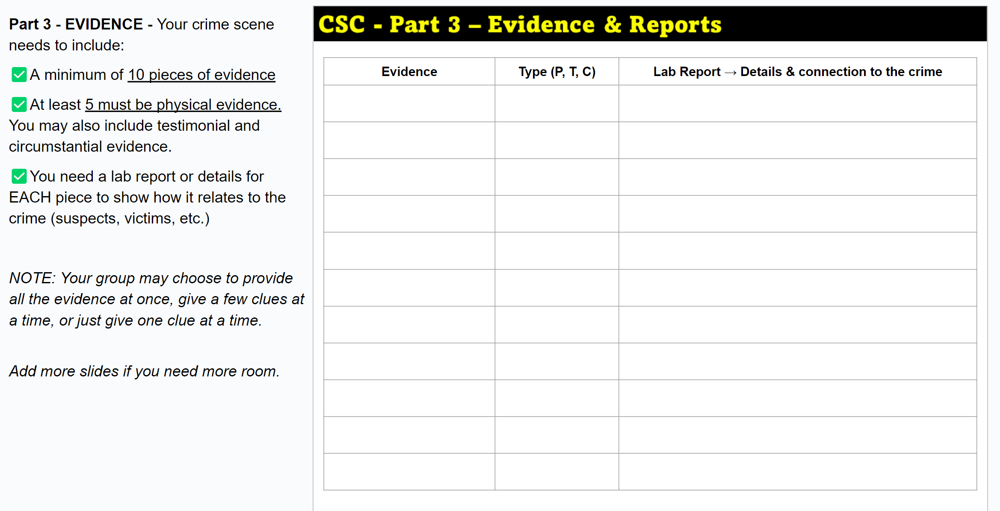 Part 3 - EVIDENCE - Your crime scene
needs to include:
✅A minimum of 10 pieces of evidence
✅At least 5 must be physical evidence.
You may also include testimonial and
circumstantial evidence.
✅You need a lab report or details for
EACH piece to show how it relates to the
crime (suspects, victims, etc.)
NOTE: Your group may choose to provide
all the evidence at once, give a few clues at
a time, or just give one clue at a time.
Add more slides if you need more room.
CSC - Part 3 – Evidence & Reports
Evidence
Type (P, T, C)
Lab Report → Details & connection to the crime